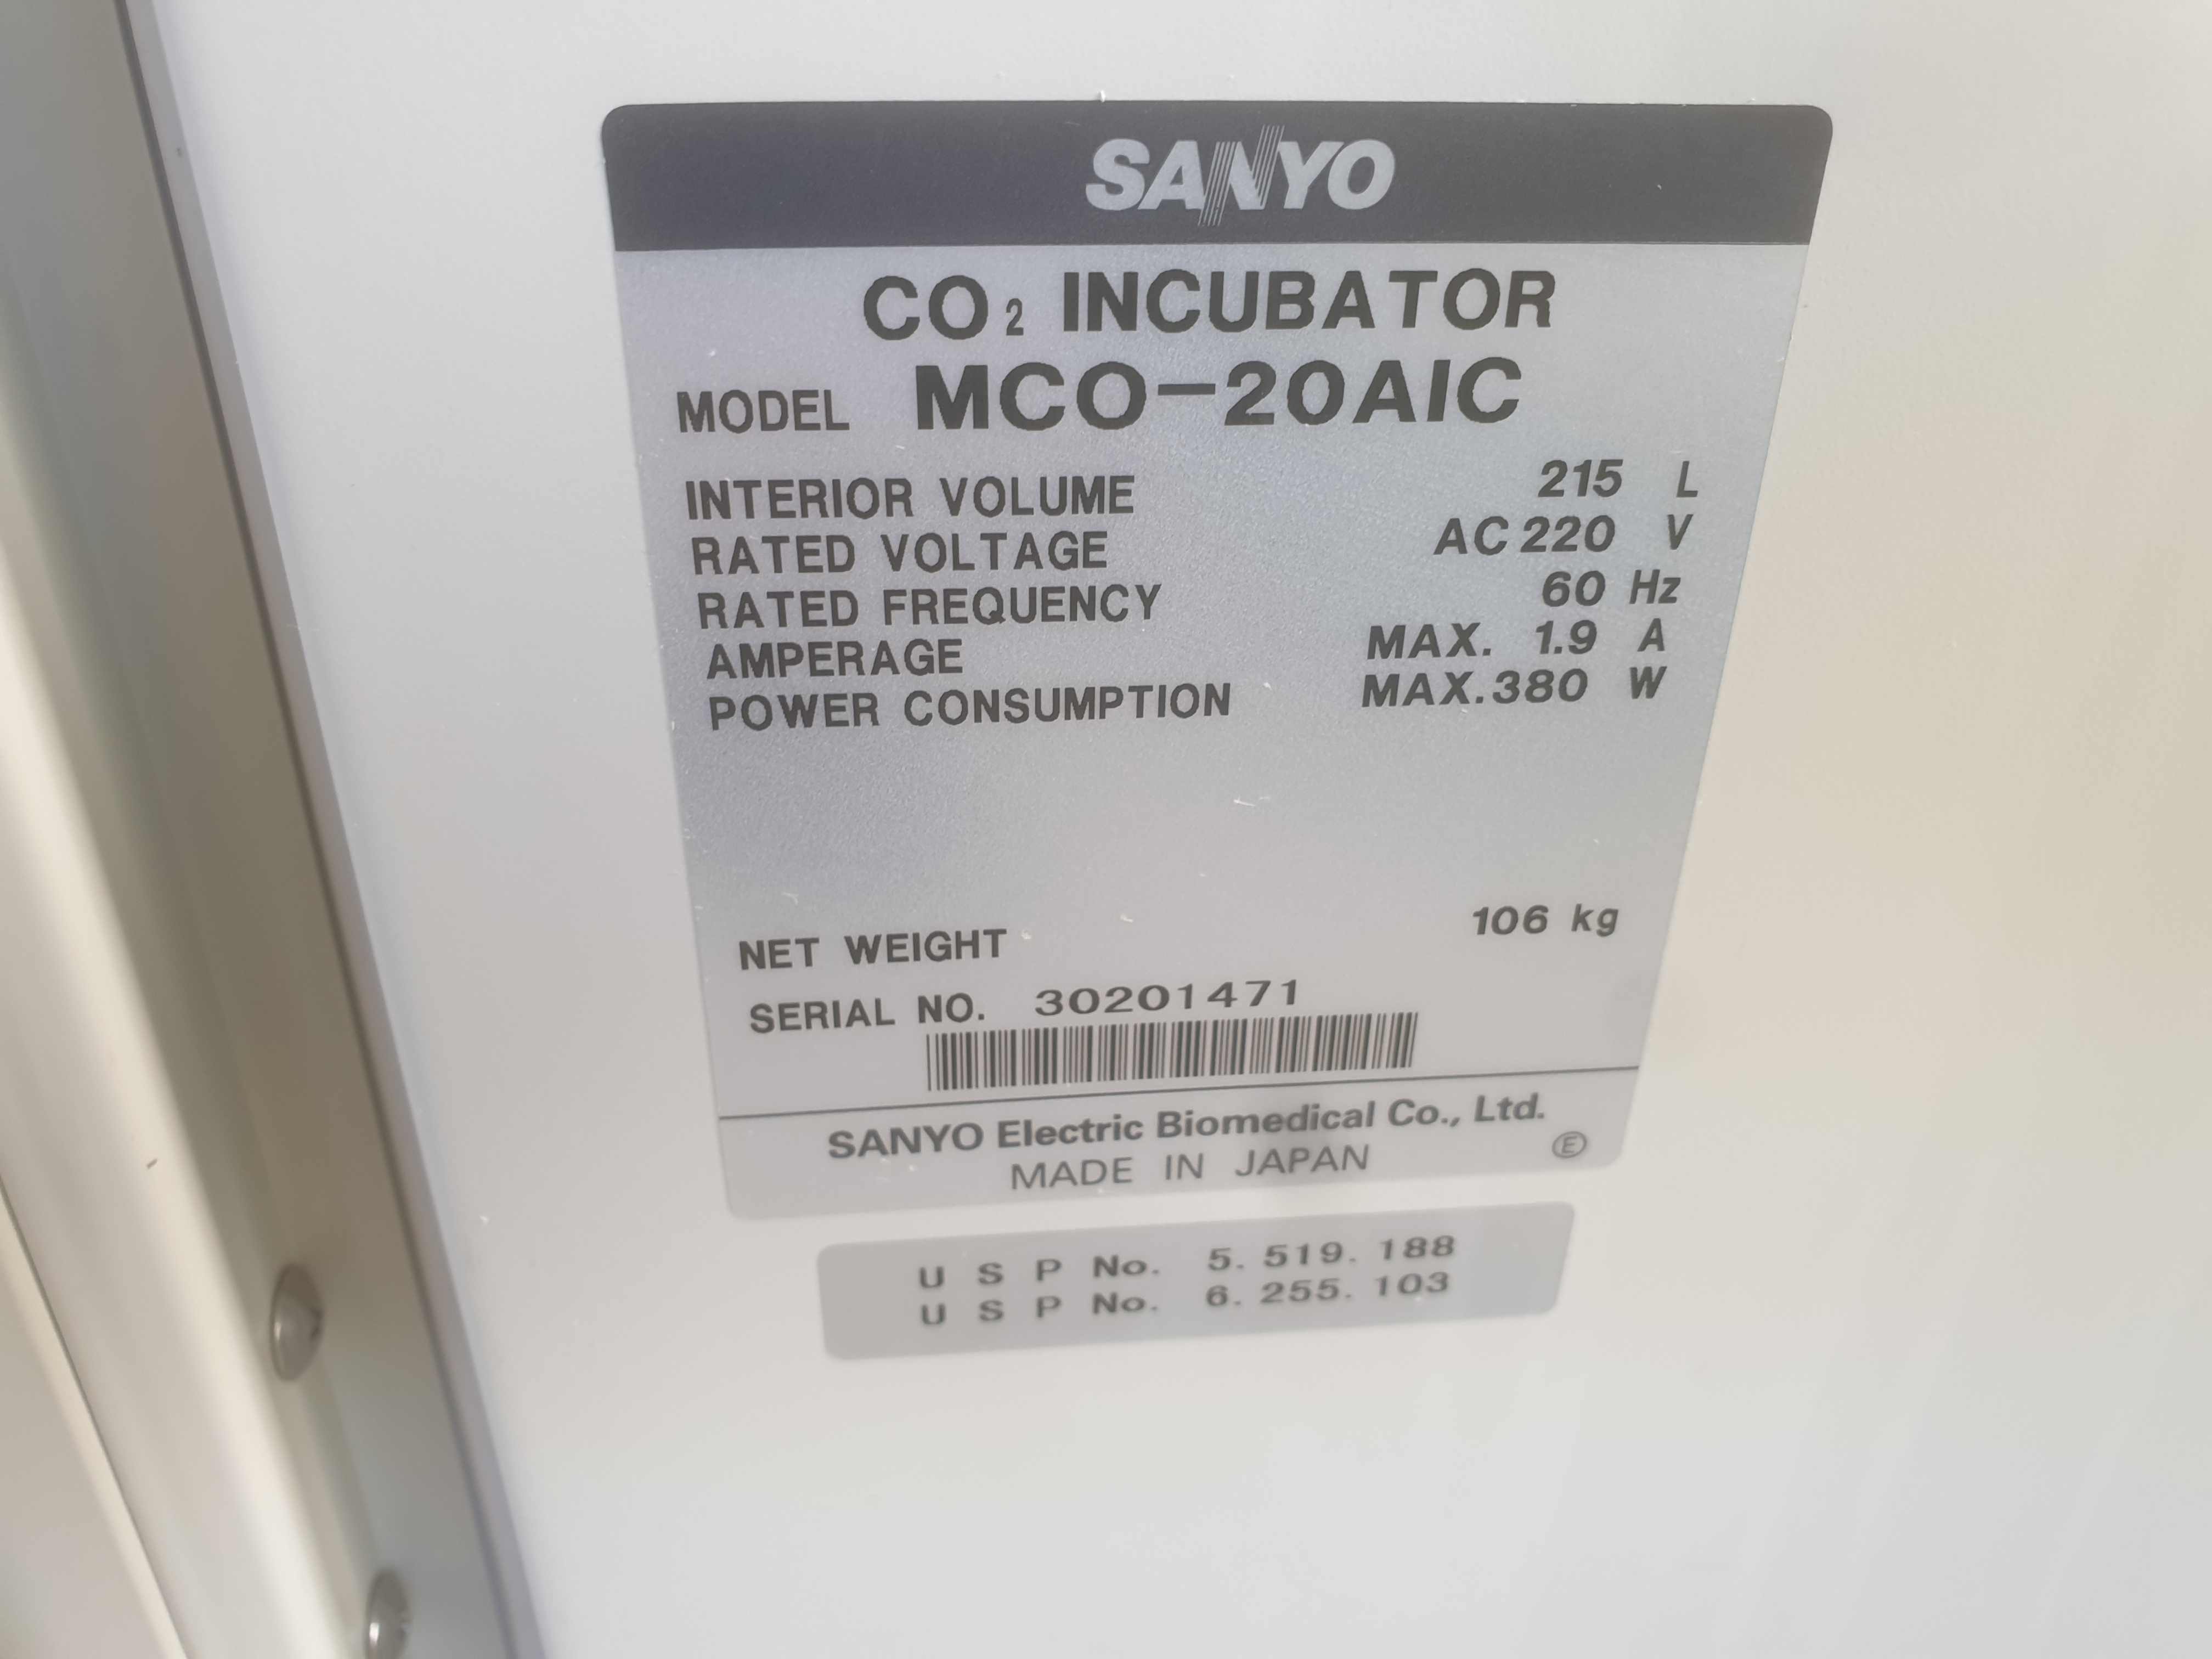 SANYO
CO₂ INCUBATOR
MODEL MCO-20AIC
INTERIOR VOLUME 215 L
RATED VOLTAGE AC 220 V
RATED FREQUENCY 60 Hz
AMPERAGE MAX. 1.9 A
POWER CONSUMPTION MAX. 380 W
NET WEIGHT 106 kg
SERIAL NO. 30201471
SANYO Electric Biomedical Co., Ltd.
MADE IN JAPAN Ⓔ
U S P No. 5. 519. 188
U S P No. 6. 255. 103